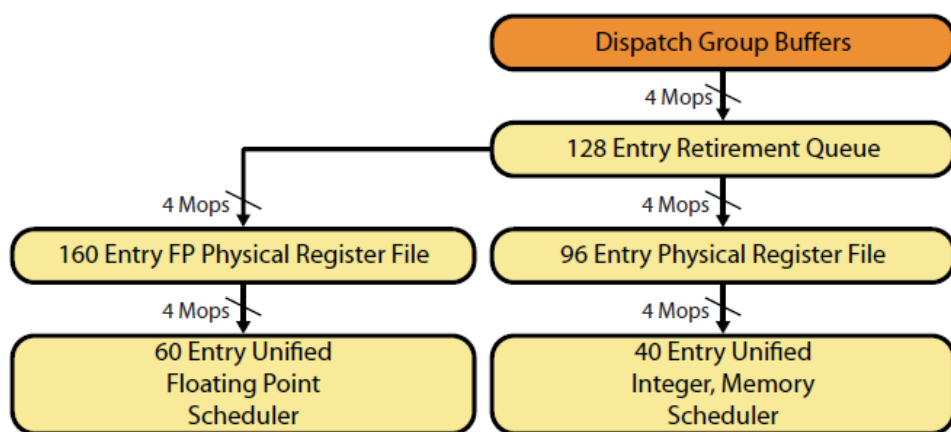 Dispatch Group Buffers
4 Mops
128 Entry Retirement Queue
4 Mops
4 Mops
160 Entry FP Physical Register File
96 Entry Physical Register File
4 Mops
4 Mops
60 Entry Unified
Floating Point
Scheduler
40 Entry Unified
Integer, Memory
Scheduler